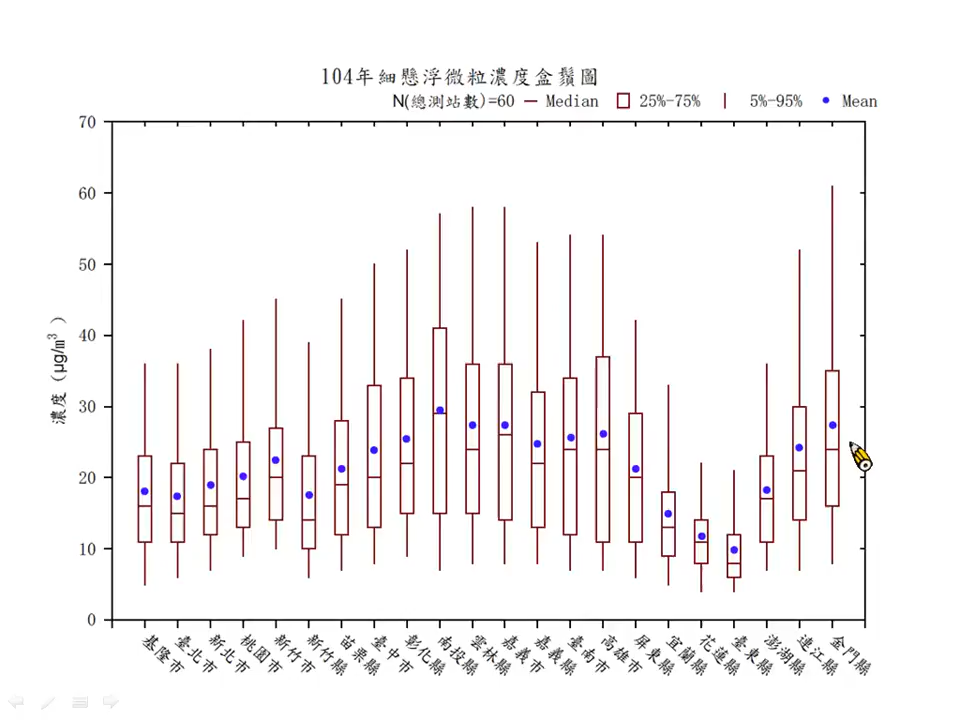 104年細懸浮微粒濃度盒鬚圖
N(總測站數)=60 Median 25%-75% 5%-95% Mean
70
60
50
40
30
20
10
0
濃度（μg/m³）
基隆市
臺北市
新北市
桃園市
新竹市
新竹縣
苗栗縣
臺中市
彰化縣
南投縣
雲林縣
嘉義市
嘉義縣
臺南市
高雄市
屏東縣
宜蘭縣
花蓮縣
臺東縣
澎湖縣
連江縣
金門縣